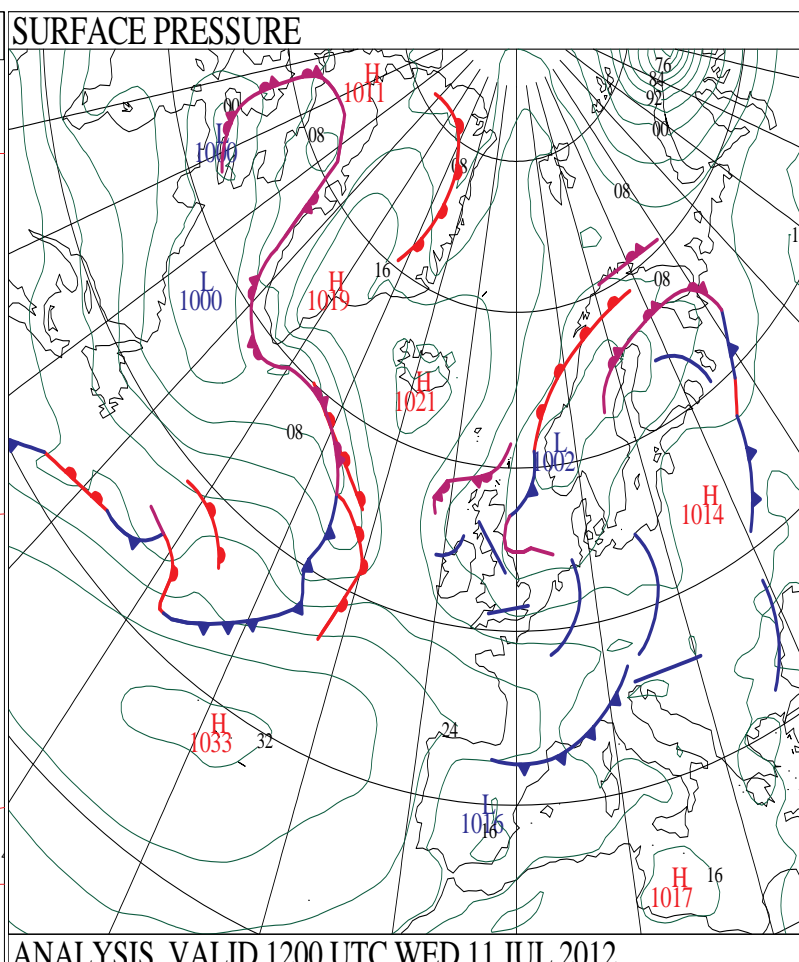 SURFACE PRESSURE
H
1011
76
84
92
00
00
L
1000
08
08
08
16
H
1019
L
1000
08
H
1021
08
L
1002
H
1014
H
1033
32
24
L
1016
16
H
1017
16
ANALYSIS VALID 1200 UTC WED 11 JUL 2012